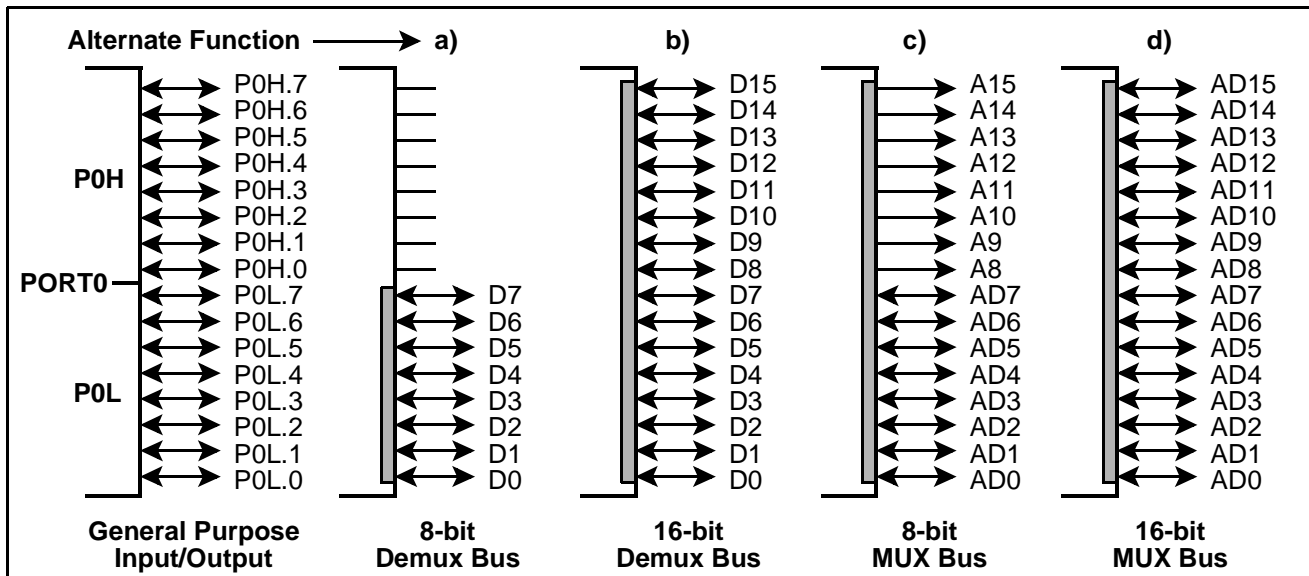 Alternate Function a) b) c) d)
P0H.7 D15 A15 AD15
P0H.6 D14 A14 AD14
P0H.5 D13 A13 AD13
P0H.4 D12 A12 AD12
P0H
P0H.3 D11 A11 AD11
P0H.2 D10 A10 AD10
P0H.1 D9 A9 AD9
P0H.0 D8 A8 AD8
PORT0
P0L.7 D7 D7 AD7 AD7
P0L.6 D6 D6 AD6 AD6
P0L.5 D5 D5 AD5 AD5
P0L.4 D4 D4 AD4 AD4
P0L
P0L.3 D3 D3 AD3 AD3
P0L.2 D2 D2 AD2 AD2
P0L.1 D1 D1 AD1 AD1
P0L.0 D0 D0 AD0 AD0
General Purpose 8-bit 16-bit 8-bit 16-bit
Input/Output Demux Bus Demux Bus MUX Bus MUX Bus